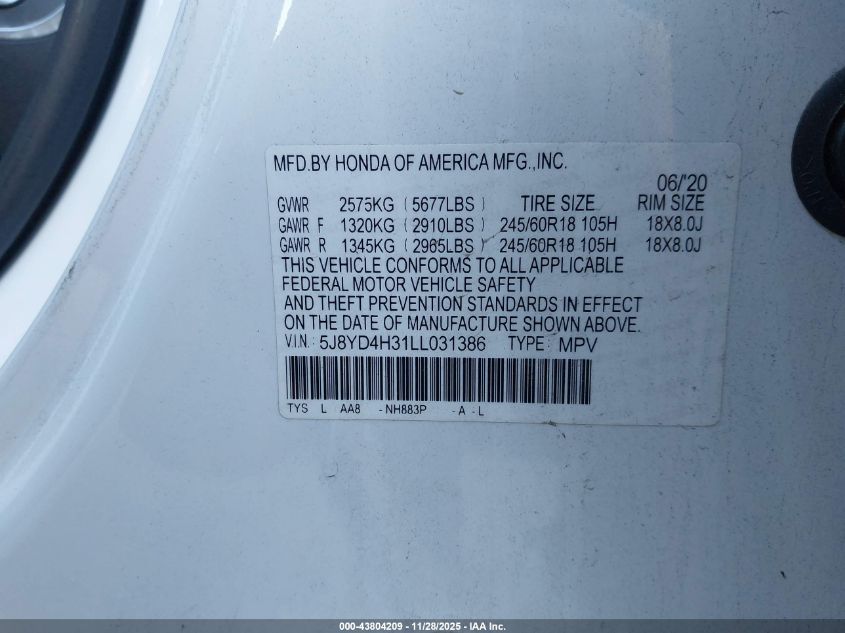 MFD.BY HONDA OF AMERICA MFG.,INC.
06/'20
GVWR 2575KG (5677LBS) TIRE SIZE RIM SIZE
GAWR F 1320KG (2910LBS) 245/60R18 105H 18X8.0J
GAWR R 1345KG (2965LBS) 245/60R18 105H 18X8.0J
THIS VEHICLE CONFORMS TO ALL APPLICABLE
FEDERAL MOTOR VEHICLE SAFETY
AND THEFT PREVENTION STANDARDS IN EFFECT
ON THE DATE OF MANUFACTURE SHOWN ABOVE.
V.I.N.: 5J8YD4H31LL031386 TYPE: MPV
TYS L AA8 -NH883P -A -L
000-43804209 - 11/28/2025 - IAA Inc.